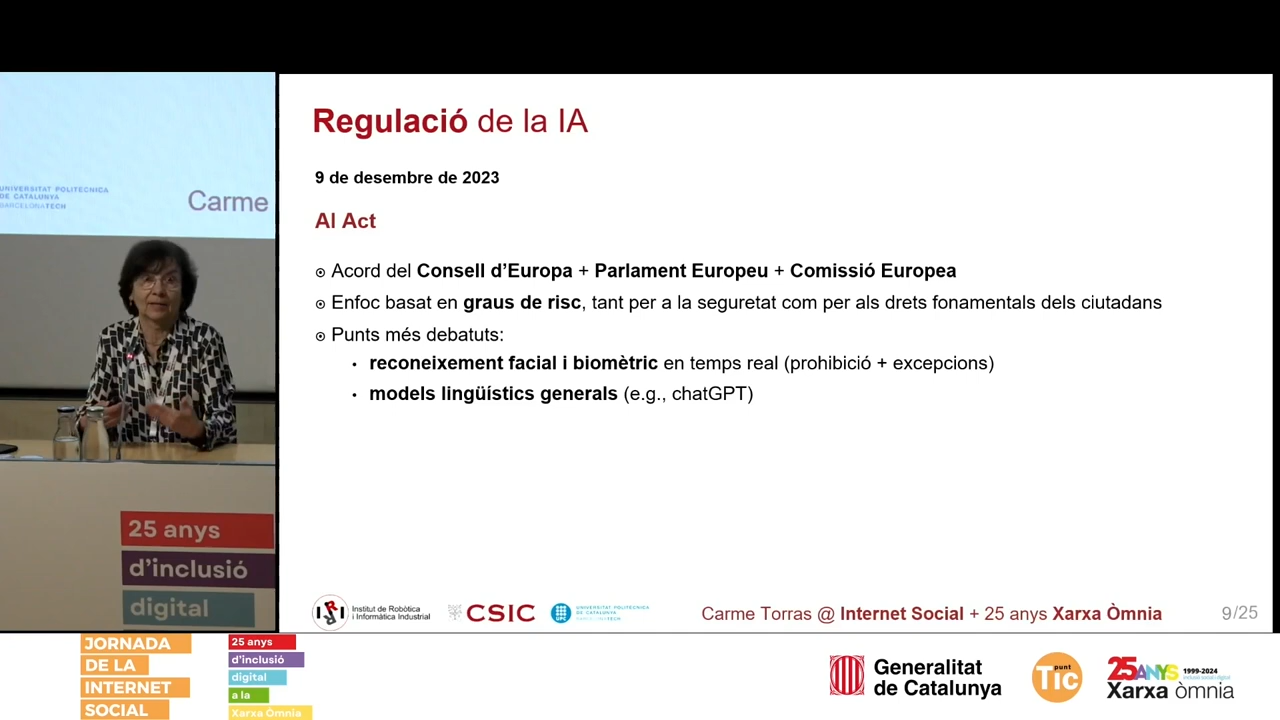 UNIVERSITAT POLITÈCNICA
DE CATALUNYA
BARCELONATECH
Carme
25 anys
d'inclusió
digital
Regulació de la IA
9 de desembre de 2023
AI Act
Acord del Consell d'Europa + Parlament Europeu + Comissió Europea
Enfoc basat en graus de risc, tant per a la seguretat com per als drets fonamentals dels ciutadans
Punts més debatuts:
reconeixement facial i biomètric en temps real (prohibició + excepcions)
models lingüístics generals (e.g., chatGPT)
IRI
Institut de Robòtica
i Informàtica Industrial
CSIC
UPC
UNIVERSITAT POLITÈCNICA
DE CATALUNYA
BARCELONATECH
Carme Torras @ Internet Social + 25 anys Xarxa Òmnia
9/25
JORNADA
DE LA
INTERNET
SOCIAL
25 anys
d'inclusió
digital
a la
Xarxa Òmnia
Generalitat
de Catalunya
punt
Tic
25ANYS 1999-2024
Xarxa òmnia